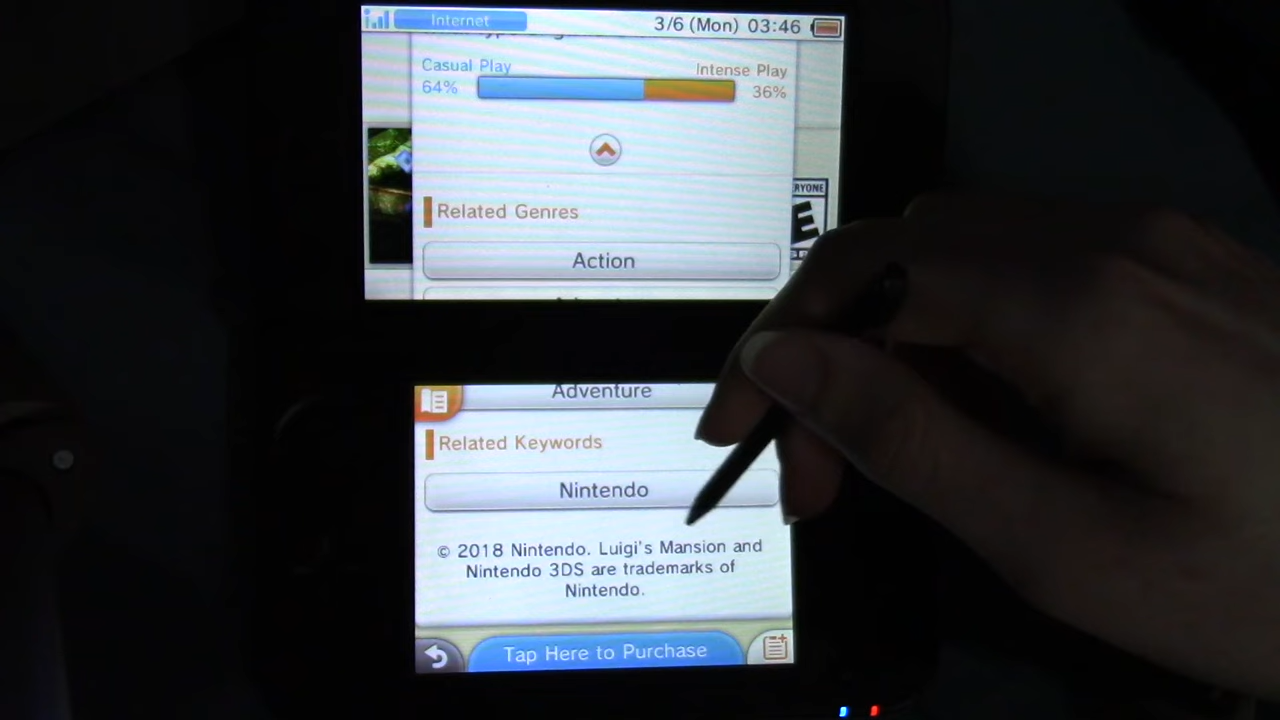 Internet
3/6 (Mon) 03:46
Casual Play
Intense Play
64%
36%
Related Genres
Action
E
Adventure
Related Keywords
Nintendo
© 2018 Nintendo. Luigi's Mansion and
Nintendo 3DS are trademarks of
Nintendo.
Tap Here to Purchase